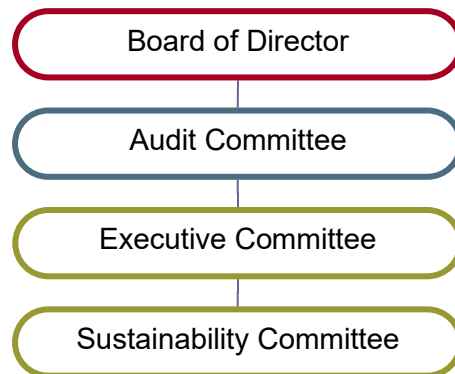 Board of Director
Audit Committee
Executive Committee
Sustainability Committee